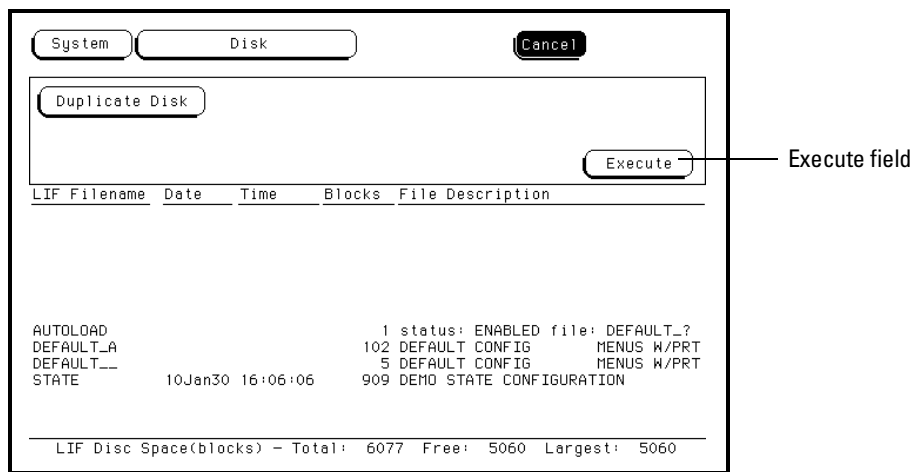 System Disk Cancel
Duplicate Disk
Execute Execute field
LIF Filename Date Time Blocks File Description
AUTOLOAD 1 status: ENABLED file: DEFAULT_?
DEFAULT_A 102 DEFAULT CONFIG MENUS W/PRT
DEFAULT__ 5 DEFAULT CONFIG MENUS W/PRT
STATE 10Jan30 16:06:06 909 DEMO STATE CONFIGURATION
LIF Disc Space(blocks) - Total: 6077 Free: 5060 Largest: 5060